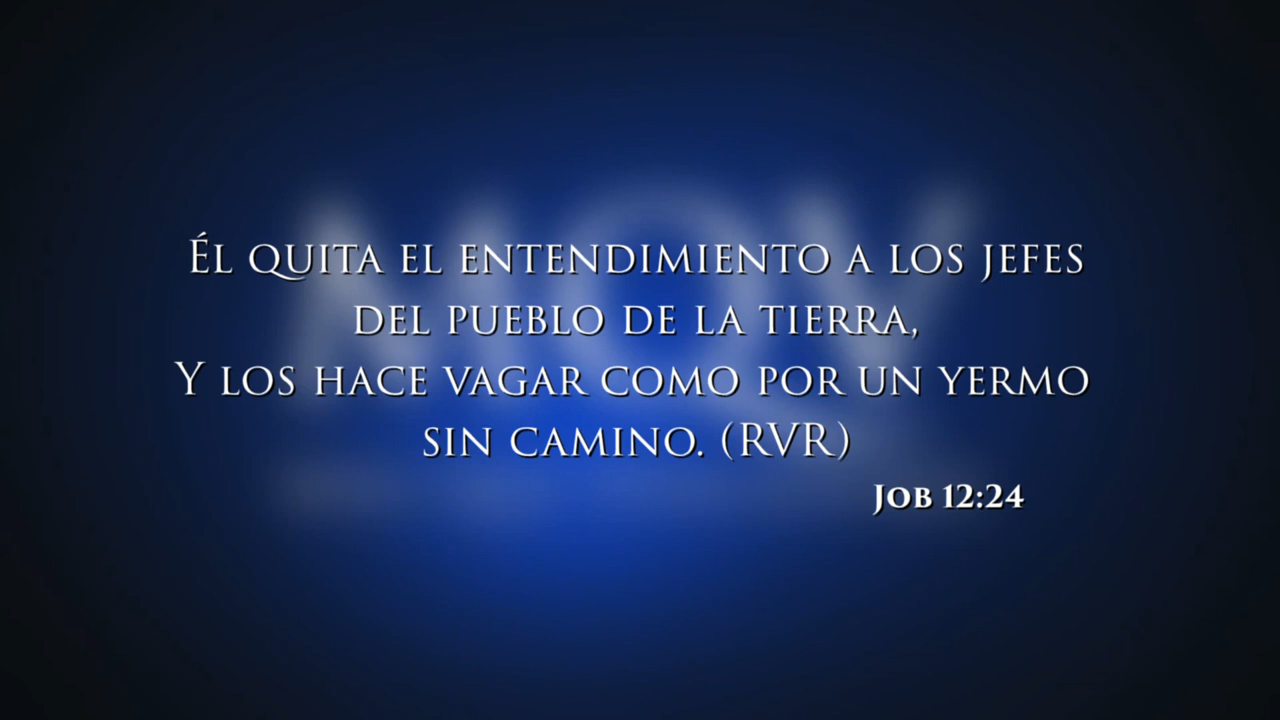 Él quita el entendimiento a los jefes
del pueblo de la tierra,
Y los hace vagar como por un yermo
sin camino. (RVR)
Job 12:24